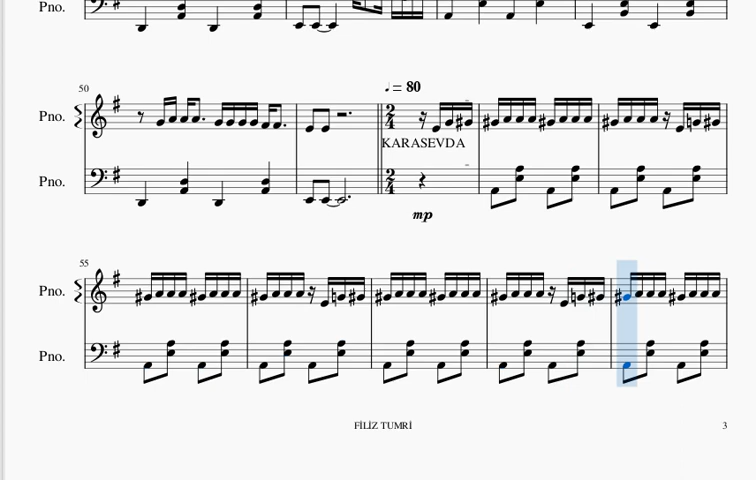 Pno.
50
♩ = 80
Pno.
KARASEVDA
Pno.
mp
55
Pno.
Pno.
FİLİZ TUMRİ
3